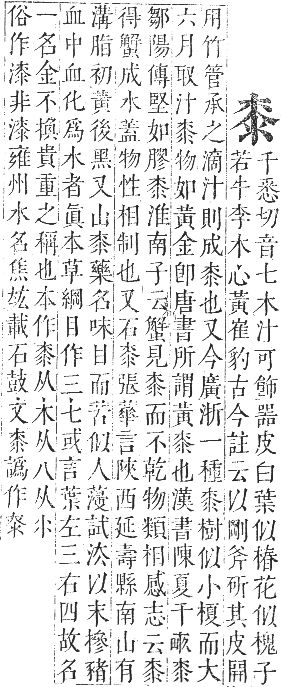 桼
千悉切音七木汁可飾器皮白葉似椿花似槐子
若牛李木心黃崔豹古今註云以剛斧斫其皮開
用竹管承之滴汁則成桼也又今廣浙一種桼樹似小榎而大
六月取汁桼物如黃金卽唐書所謂黃桼也漢書陳夏千畝桼
鄒陽傳堅如膠桼淮南子云蟹見桼而不乾物類相感志云桼
得蟹成水蓋物性相制也又石桼張華言陝西延壽縣南山有
溝脂初黃後黑又山桼藥名味甘而苦似人薓試法以末摻豬
血中血化爲水者眞本草綱目作三七或言葉左三右四故名
一名金不換貴重之稱也本作桼从木从八从氺
俗作漆非漆雍州水名焦竑載石鼓文桼譌作桼